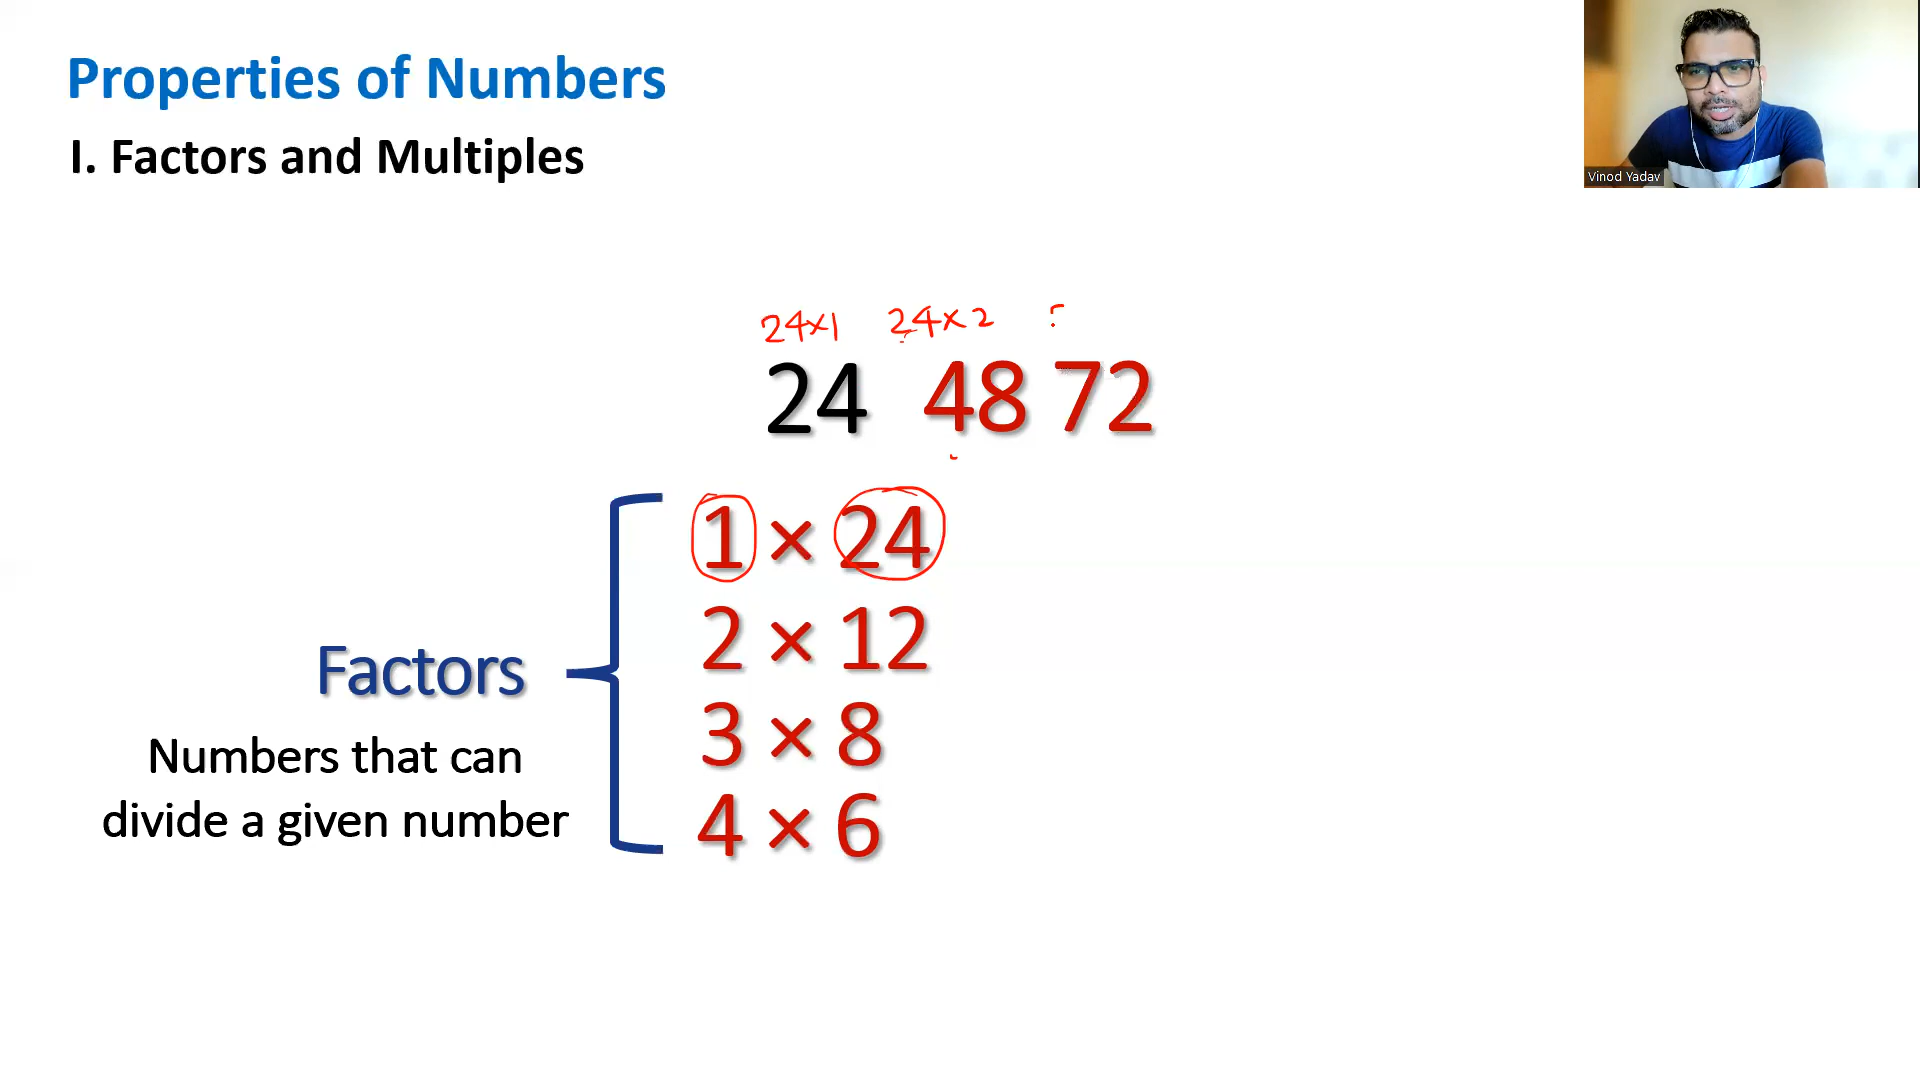 Properties of Numbers
I. Factors and Multiples
Vinod Yadav
24×1 24×2
24 48 72
1 × 24
2 × 12
Factors
3 × 8
Numbers that can
divide a given number
4 × 6